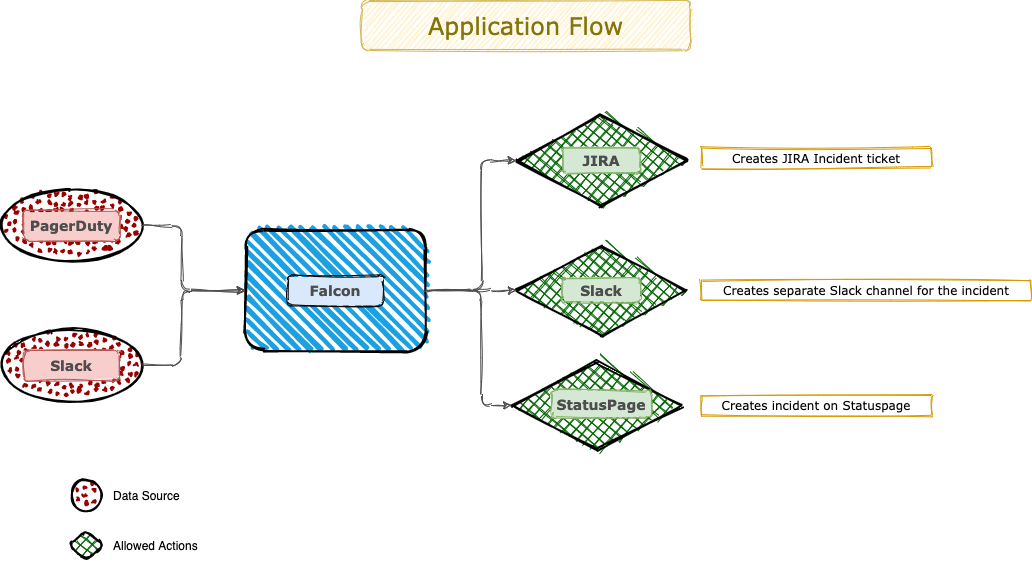 Application Flow
JIRA
Creates JIRA Incident ticket
PagerDuty
Falcon
Slack
Creates separate Slack channel for the incident
Slack
StatusPage
Creates incident on Statuspage
Data Source
Allowed Actions